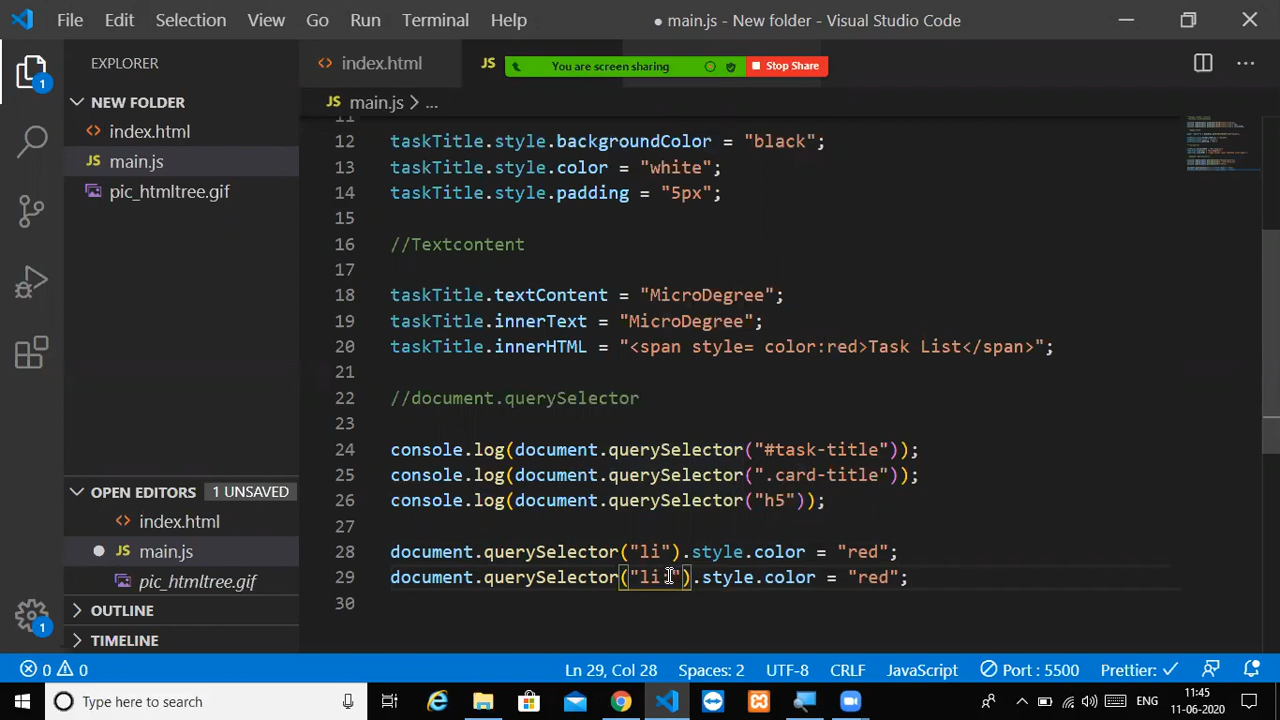 File Edit Selection View Go Run Terminal Help
● main.js - New folder - Visual Studio Code
EXPLORER
index.html
JS
You are screen sharing
Stop Share
NEW FOLDER
JS main.js > ...
index.html
JS main.js
pic_htmltree.gif
11
12 taskTitle.style.backgroundColor = "black";
13 taskTitle.style.color = "white";
14 taskTitle.style.padding = "5px";
15
16 //Textcontent
17
18 taskTitle.textContent = "MicroDegree";
19 taskTitle.innerText = "MicroDegree";
20 taskTitle.innerHTML = "<span style= color:red>Task List</span>";
21
22 //document.querySelector
23
24 console.log(document.querySelector("#task-title"));
25 console.log(document.querySelector(".card-title"));
26 console.log(document.querySelector("h5"));
27
28 document.querySelector("li").style.color = "red";
29 document.querySelector("li:").style.color = "red";
30
OPEN EDITORS 1 UNSAVED
index.html
● JS main.js
pic_htmltree.gif
OUTLINE
TIMELINE
1
1
0 0
Ln 29, Col 28 Spaces: 2 UTF-8 CRLF JavaScript Port : 5500 Prettier: ✓
Type here to search
ENG
11:45
11-06-2020